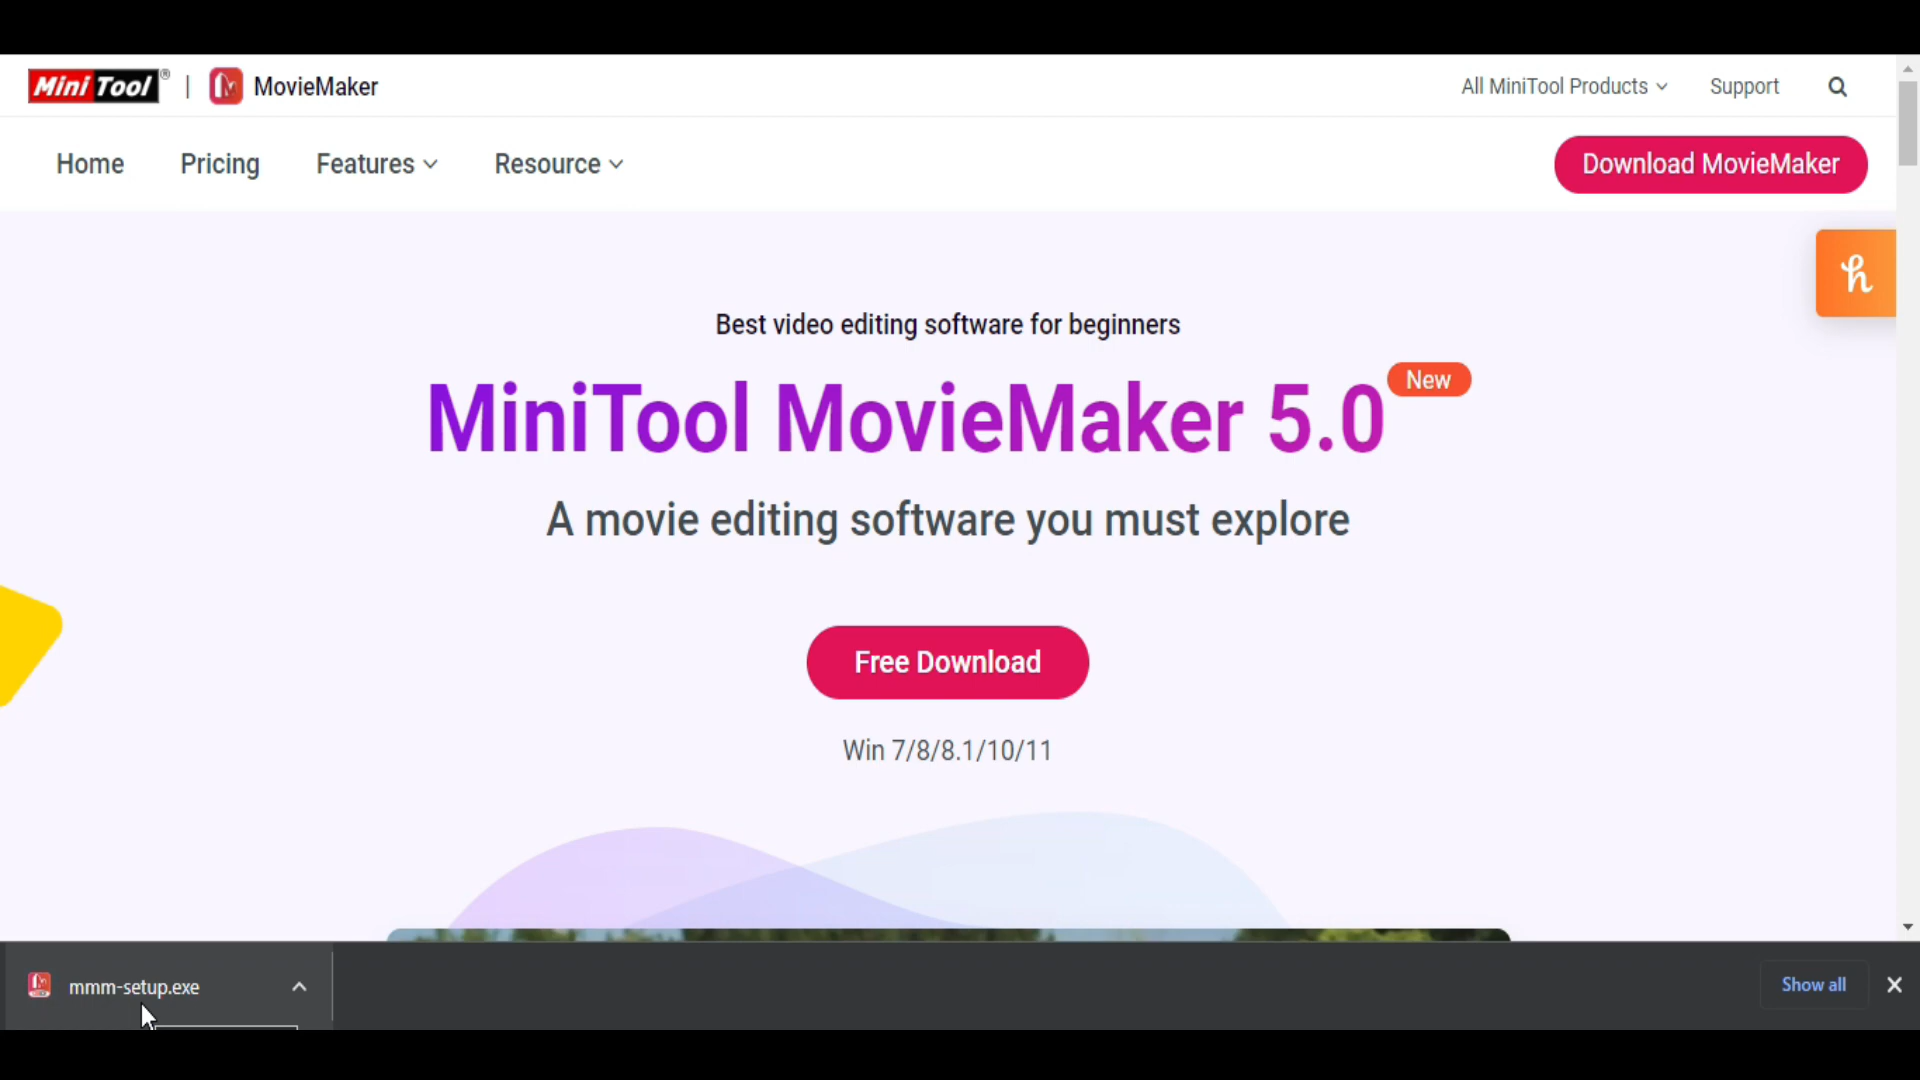 Mini Tool® | MovieMaker
All MiniTool Products
Support
Home
Pricing
Features
Resource
Download MovieMaker
h
Best video editing software for beginners
MiniTool MovieMaker 5.0
New
A movie editing software you must explore
Free Download
Win 7/8/8.1/10/11
mmm-setup.exe
Show all